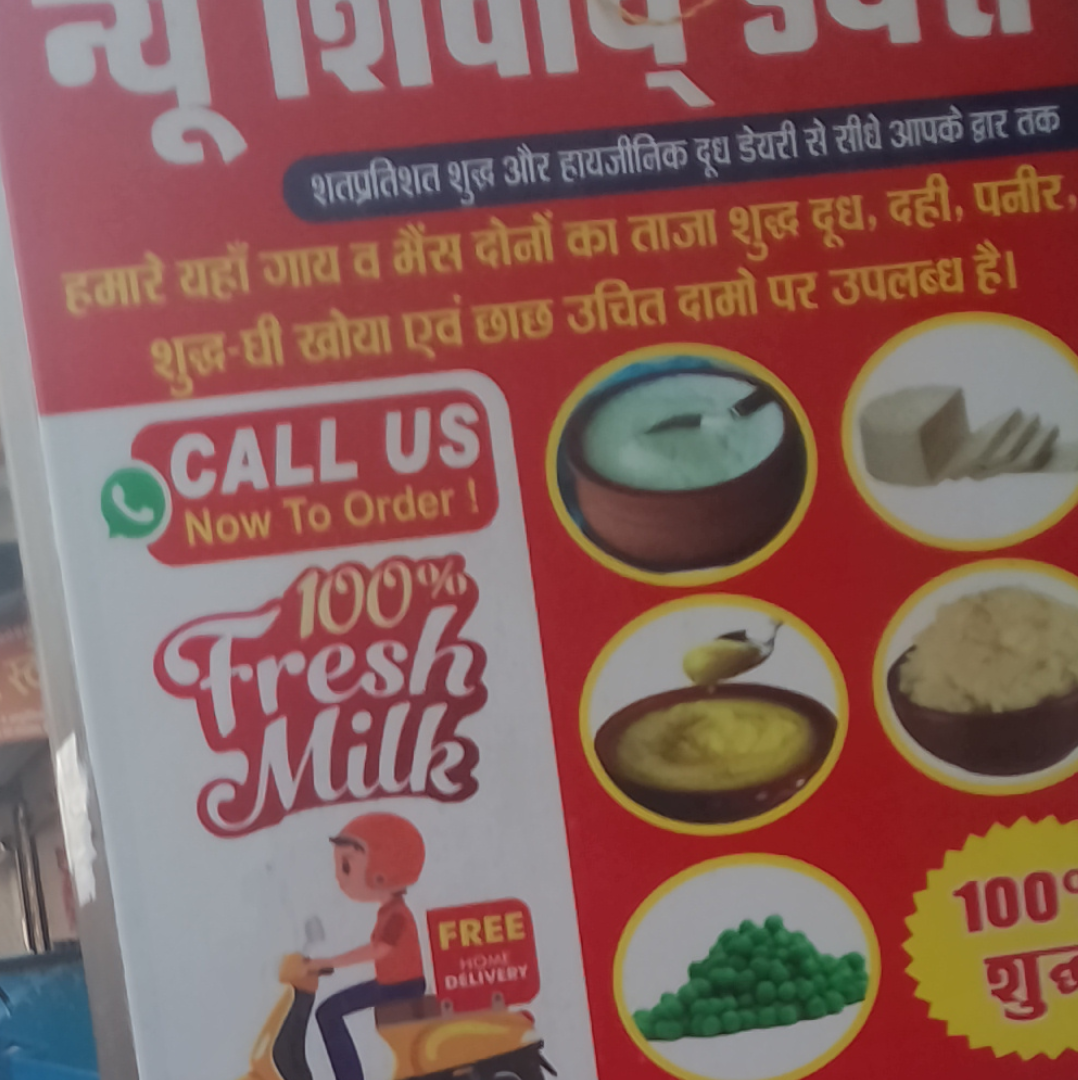 न्यू शिवाय् डेयरी
शतप्रतिशत शुद्ध और हायजीनिक दूध डेयरी से सीधे आपके द्वार तक
हमारे यहाँ गाय व भैंस दोनों का ताजा शुद्ध दूध, दही, पनीर,
शुद्ध-घी खोया एवं छाछ उचित दामो पर उपलब्ध है।
CALL US
Now To Order !
100%
Fresh
Milk
FREE
HOME
DELIVERY
100%
शुद्ध